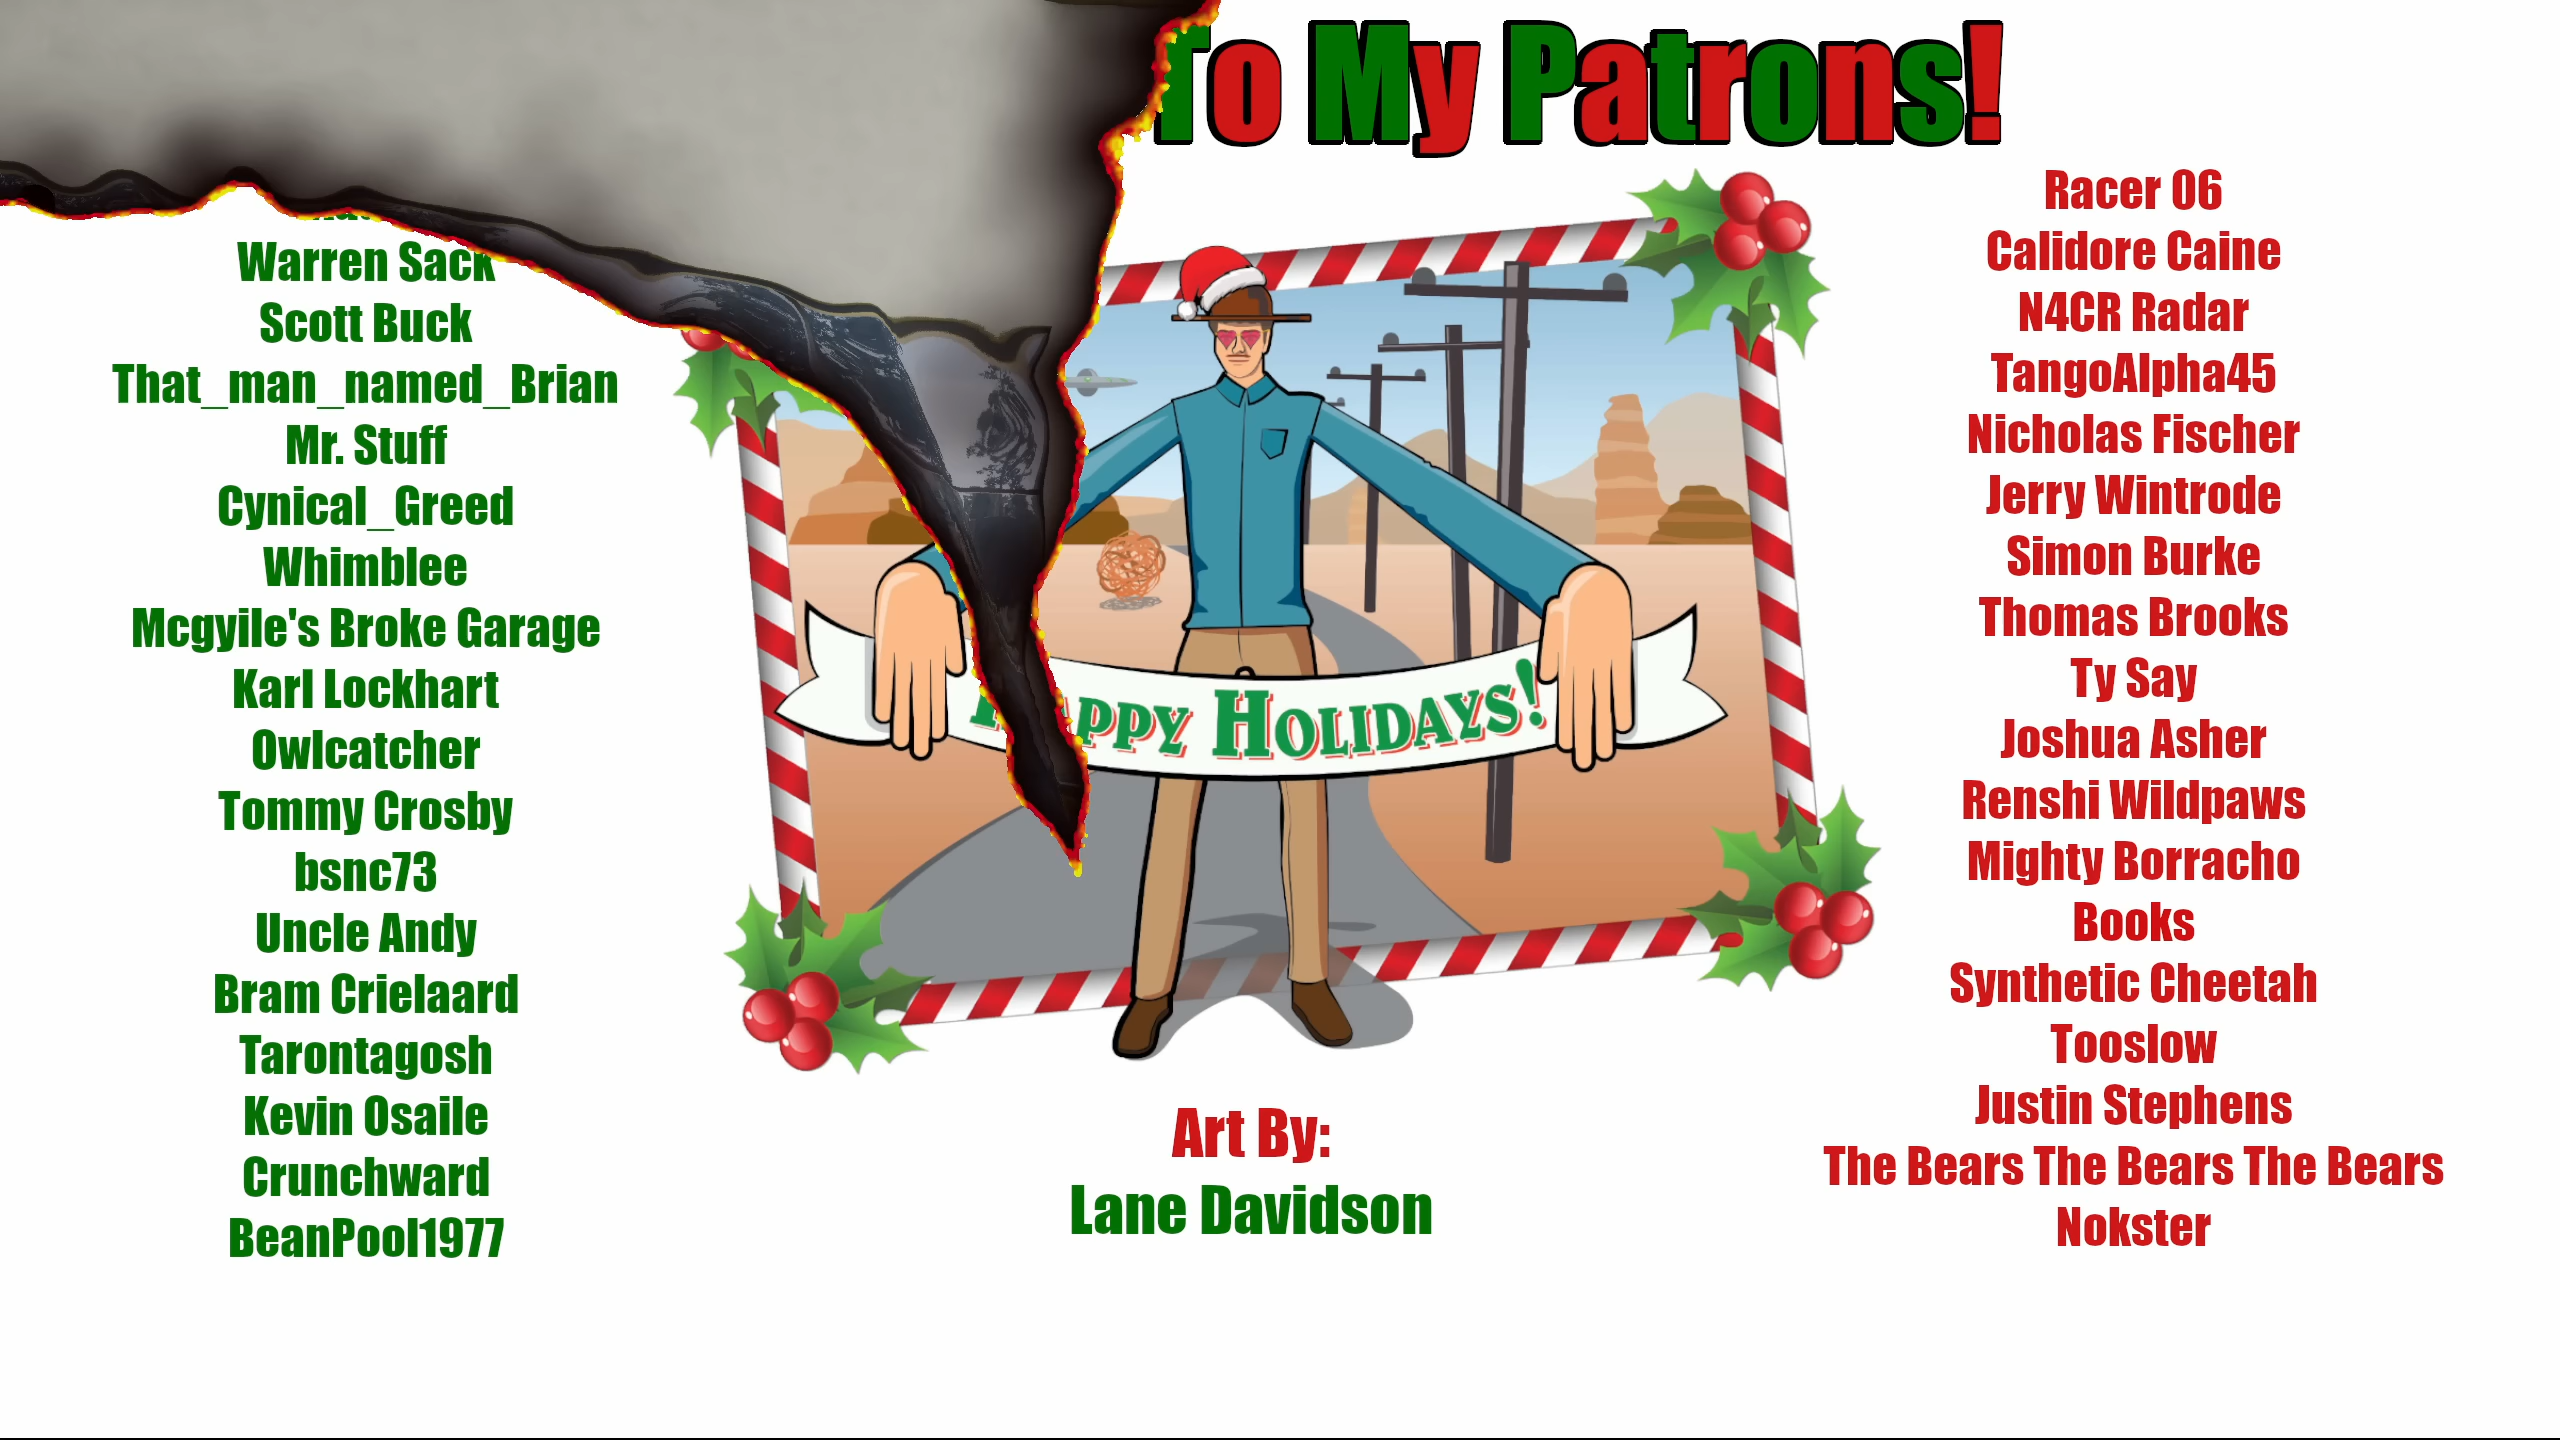 To My Patrons!
Warren Sack
Scott Buck
That_man_named_Brian
Mr. Stuff
Cynical_Greed
Whimblee
Mcgyile's Broke Garage
Karl Lockhart
Owlcatcher
Tommy Crosby
bsnc73
Uncle Andy
Bram Crielaard
Tarontagosh
Kevin Osaile
Crunchward
BeanPool1977
Happy Holidays!
Art By:
Lane Davidson
Racer 06
Calidore Caine
N4CR Radar
TangoAlpha45
Nicholas Fischer
Jerry Wintrode
Simon Burke
Thomas Brooks
Ty Say
Joshua Asher
Renshi Wildpaws
Mighty Borracho
Books
Synthetic Cheetah
Tooslow
Justin Stephens
The Bears The Bears The Bears
Nokster